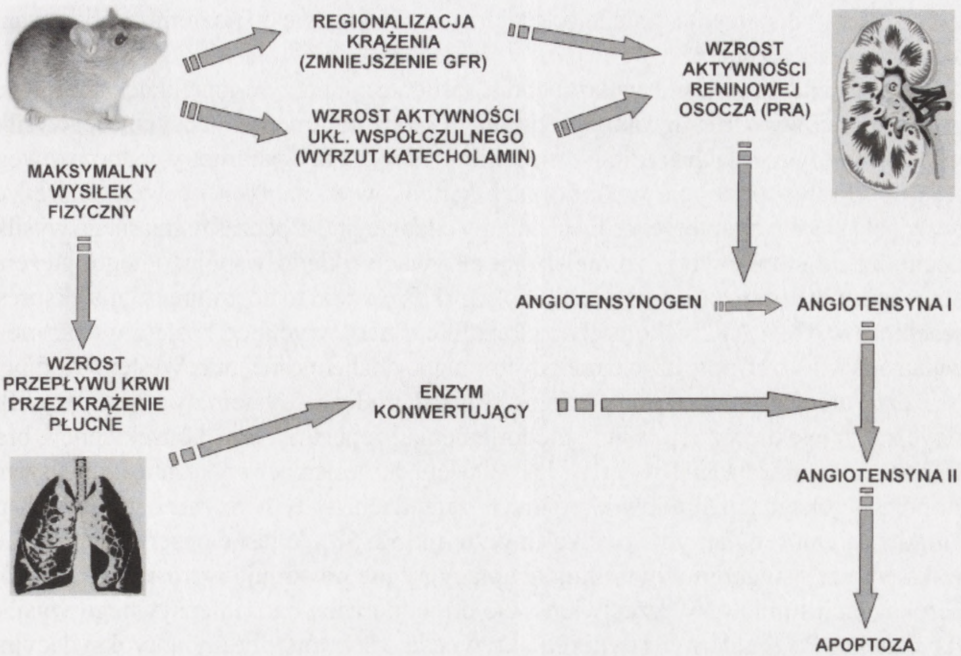 REGIONALIZACJA
KRĄŻENIA
(ZMNIEJSZENIE GFR)
WZROST
AKTYWNOŚCI
RENINOWEJ
OSOCZA (PRA)
WZROST AKTYWNOŚCI
UKŁ. WSPÓŁCZULNEGO
(WYRZUT KATECHOLAMIN)
MAKSYMALNY
WYSIŁEK
FIZYCZNY
ANGIOTENSYNOGEN
ANGIOTENSYNA I
WZROST
PRZEPŁYWU KRWI
PRZEZ KRĄŻENIE
PŁUCNE
ENZYM
KONWERTUJĄCY
ANGIOTENSYNA II
APOPTOZA